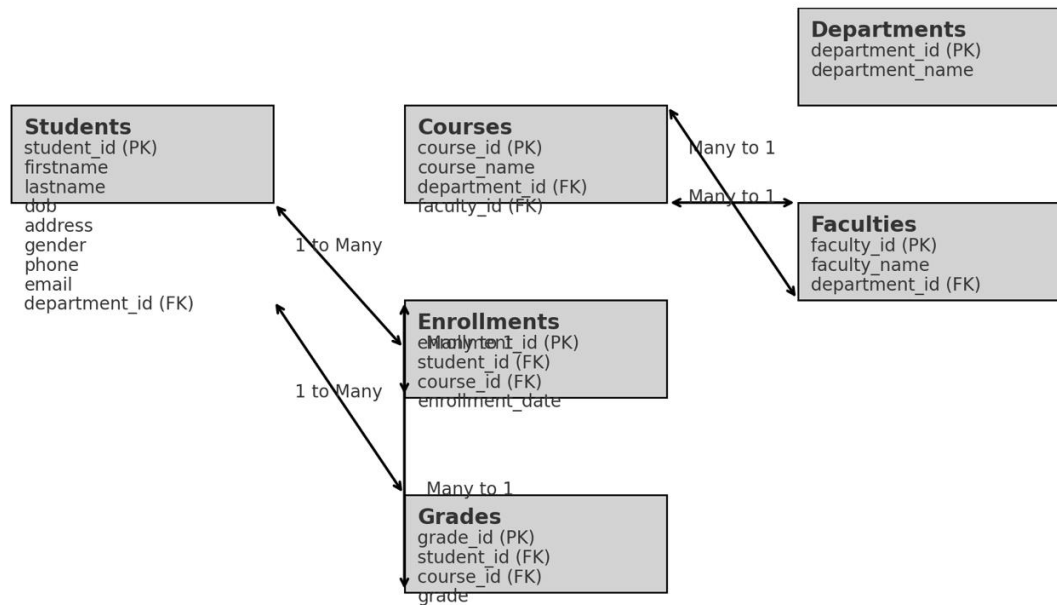 Departments
department_id (PK)
department_name
Students
student_id (PK)
firstname
lastname
dob
address
gender
phone
email
department_id (FK)
Courses
course_id (PK)
course_name
department_id (FK)
faculty_id (FK)
Many to 1
Many to 1
Faculties
faculty_id (PK)
faculty_name
department_id (FK)
1 to Many
1 to Many
Enrollments
enrollment_id (PK)
Many to 1
student_id (FK)
course_id (FK)
enrollment_date
Many to 1
Grades
grade_id (PK)
student_id (FK)
course_id (FK)
grade